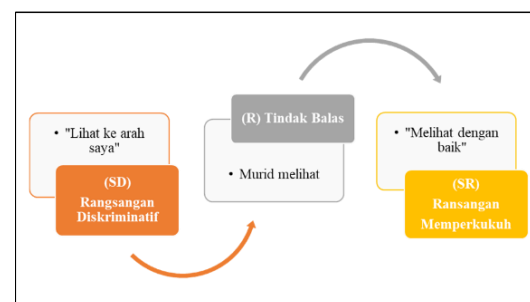 • "Lihat ke arah
saya"
(SD)
Rangsangan
Diskriminatif
(R) Tindak Balas
• Murid melihat
• "Melihat dengan
baik"
(SR)
Ransangan
Memperkukuh